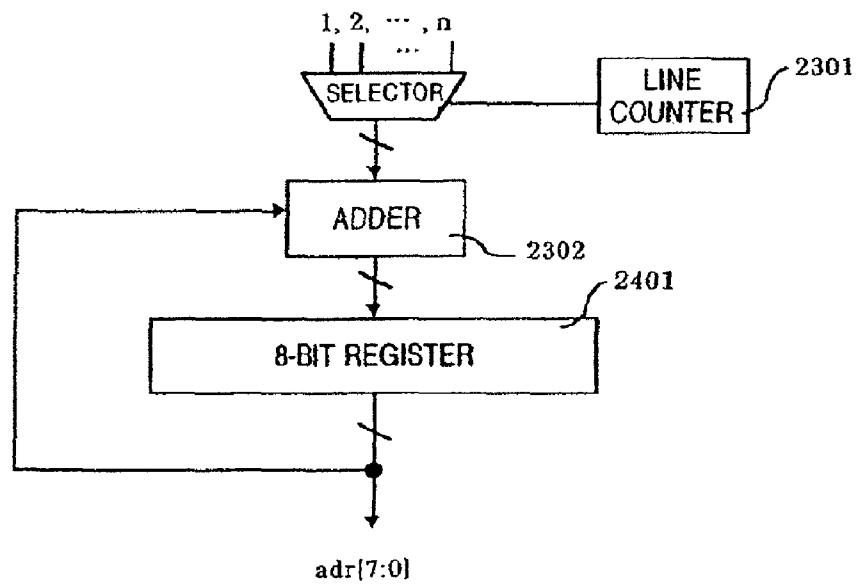 1, 2, ··· , n
...
SELECTOR
LINE
COUNTER
2301
ADDER
2302
2401
8-BIT REGISTER
adr[7:0]